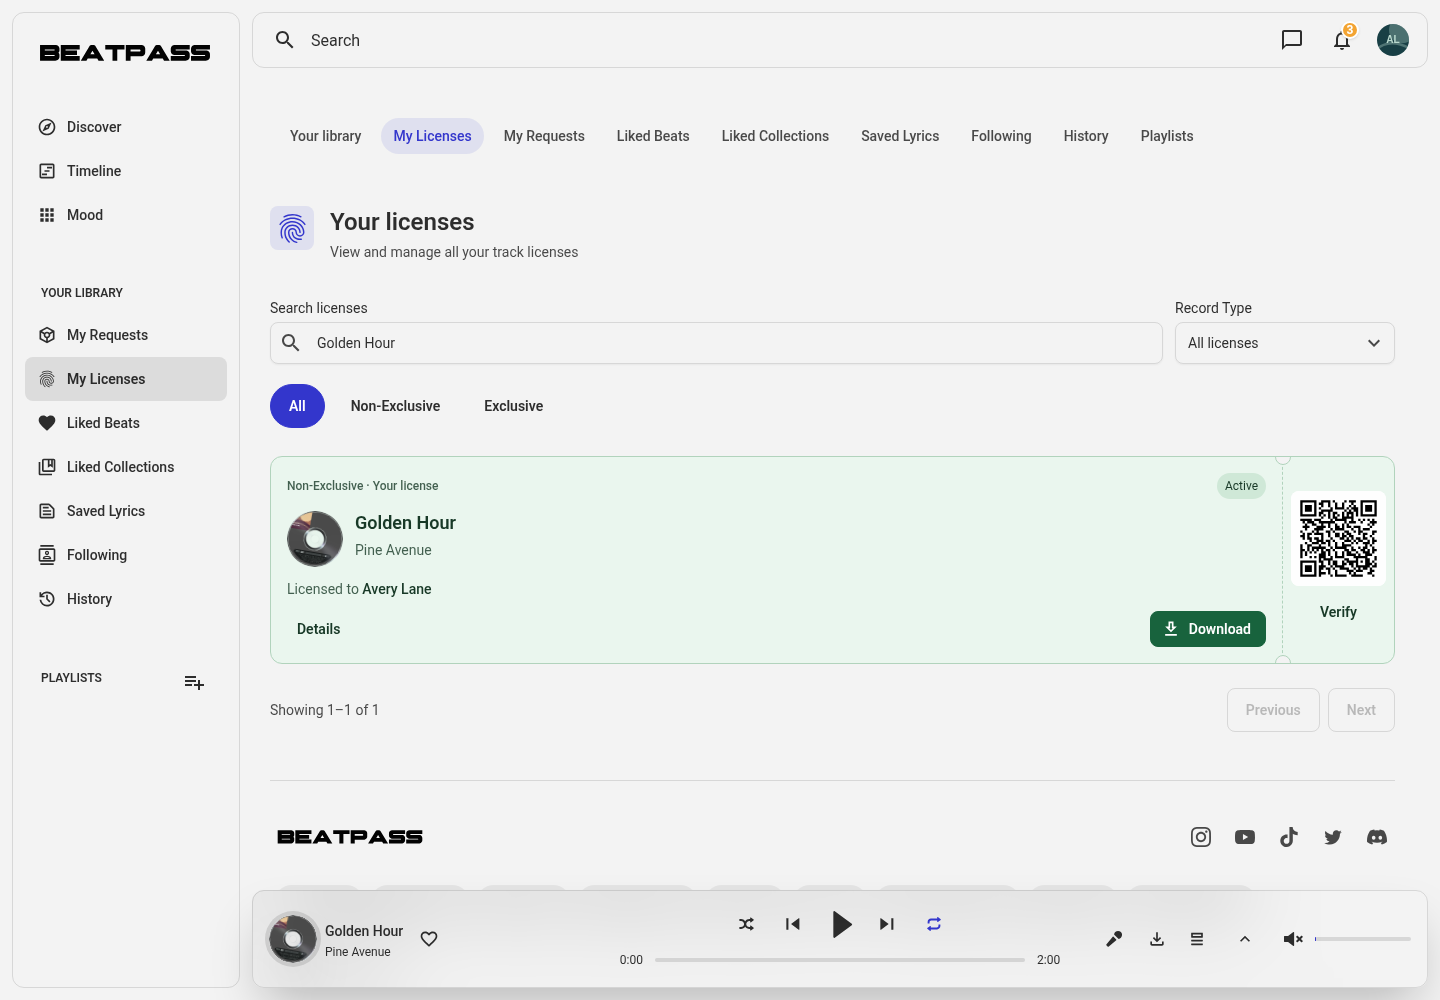 BEATPASS
Search
3
AL
Discover
Timeline
Mood
YOUR LIBRARY
My Requests
My Licenses
Liked Beats
Liked Collections
Saved Lyrics
Following
History
PLAYLISTS
Your library
My Licenses
My Requests
Liked Beats
Liked Collections
Saved Lyrics
Following
History
Playlists
Your licenses
View and manage all your track licenses
Search licenses
Golden Hour
Record Type
All licenses
All
Non-Exclusive
Exclusive
Non-Exclusive · Your license
Active
Golden Hour
Pine Avenue
Licensed to Avery Lane
Details
Download
Verify
Showing 1–1 of 1
Previous
Next
BEATPASS
Golden Hour
Pine Avenue
0:00
2:00